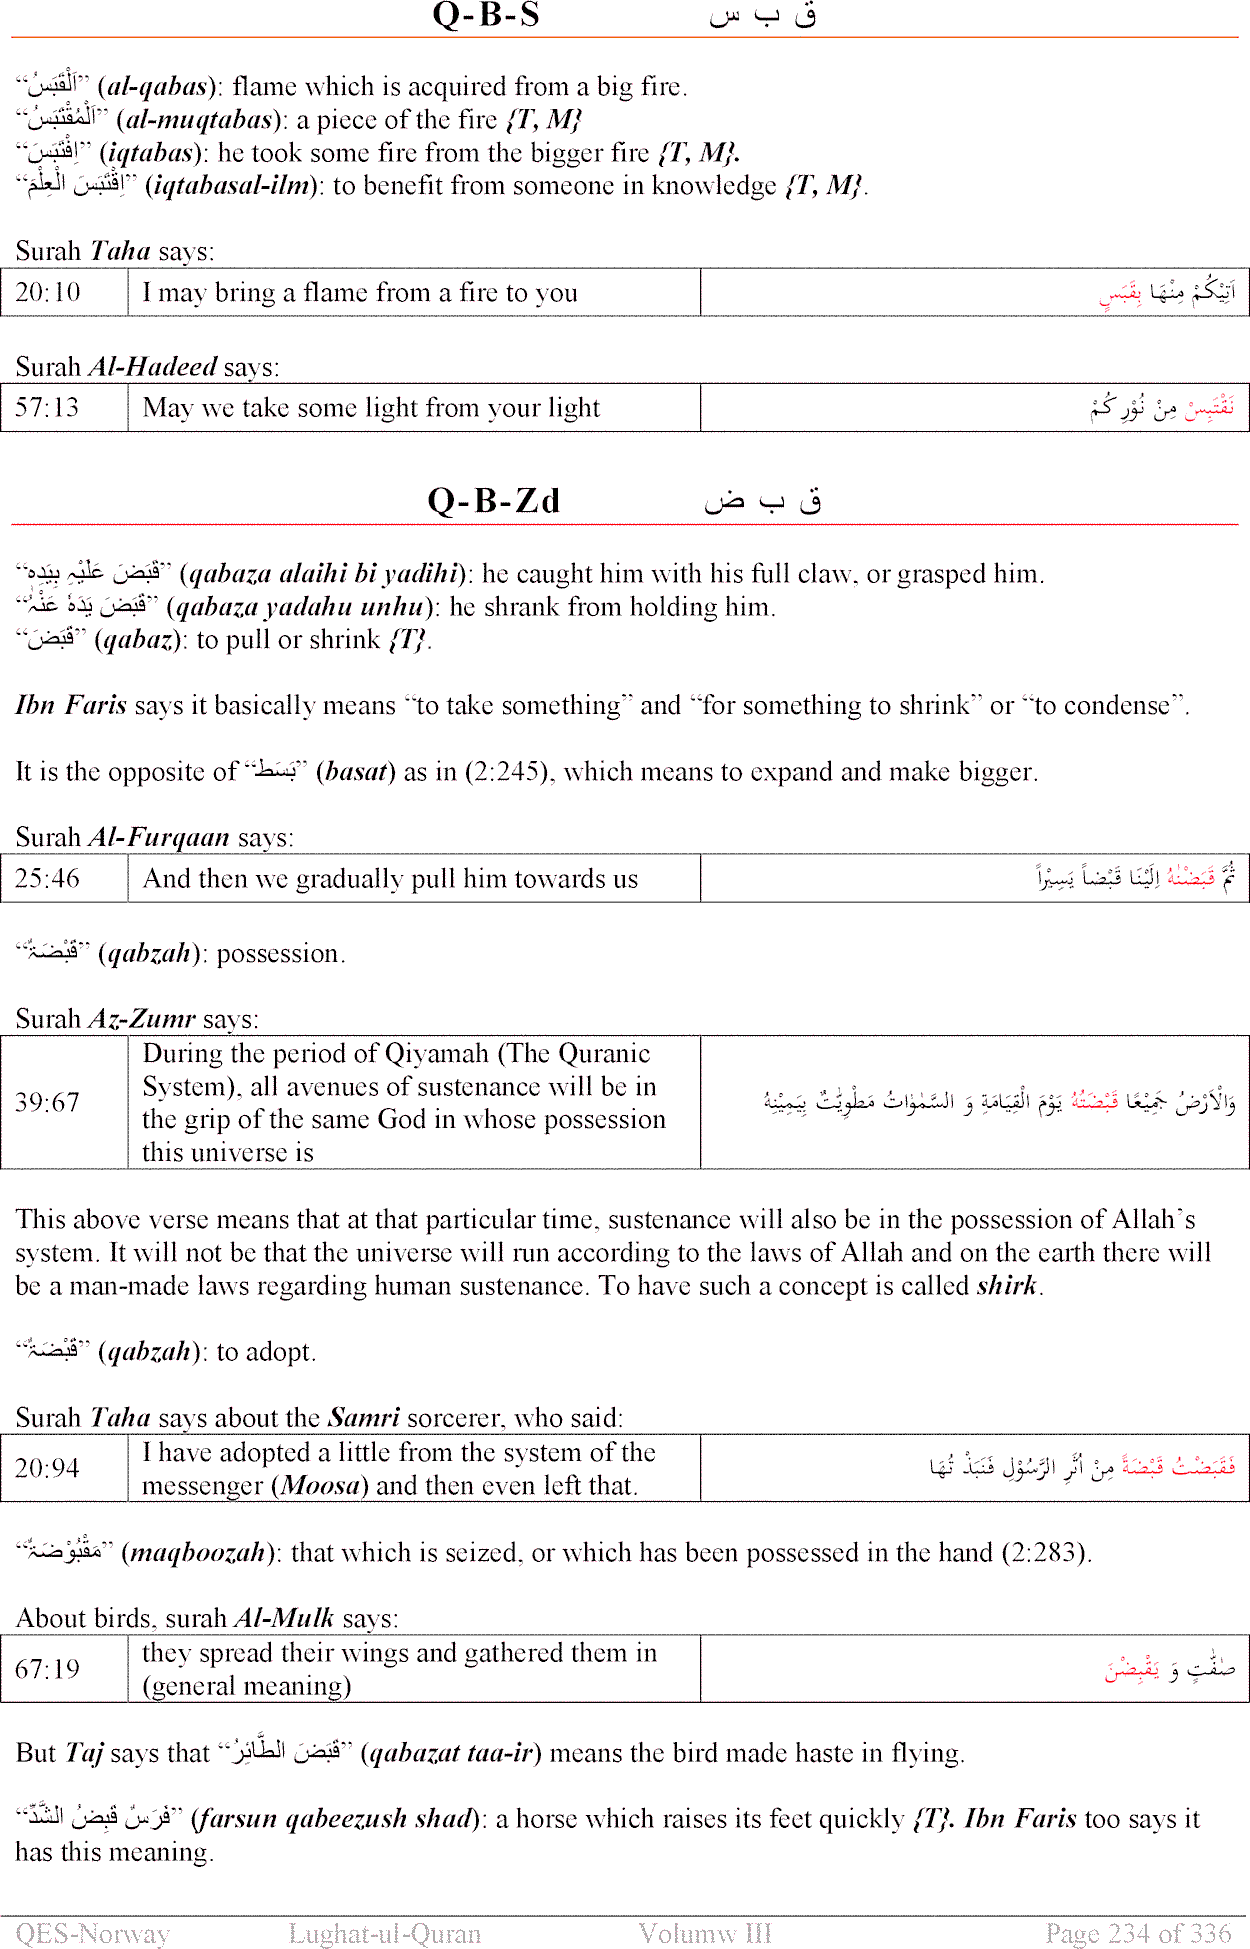 Q-B-S ق ب س
“اَلْقَبَسُ” (al-qabas): flame which is acquired from a big fire.
“اَلْمُقْتَبَسُ” (al-muqtabas): a piece of the fire {T, M}
“اِقْتَبَسَ” (iqtabas): he took some fire from the bigger fire {T, M}.
“اِقْتَبَسَ الْعِلْمَ” (iqtabasal-ilm): to benefit from someone in knowledge {T, M}.
Surah Taha says:
20:10 I may bring a flame from a fire to you اٰتِيْكُمْ مِنْهَا بِقَبَسٍ
Surah Al-Hadeed says:
57:13 May we take some light from your light نَقْتَبِسْ مِنْ نُوْرِ كُمْ
Q-B-Zd ق ب ض
“قَبَضَ عَلَيْہِ بِيَدِهٖ” (qabaza alaihi bi yadihi): he caught him with his full claw, or grasped him.
“قَبَضَ يَدَهٗ عَنْہُ” (qabaza yadahu unhu): he shrank from holding him.
“قَبَضَ” (qabaz): to pull or shrink {T}.
Ibn Faris says it basically means “to take something” and “for something to shrink” or “to condense”.
It is the opposite of “بَسَطَ” (basat) as in (2:245), which means to expand and make bigger.
Surah Al-Furqaan says:
25:46 And then we gradually pull him towards us ثُمَّ قَبَضْنٰهُ اِلَيْنَا قَبْضاً يَسِيْراً
“قَبْضَۃٌ” (qabzah): possession.
Surah Az-Zumr says:
39:67 During the period of Qiyamah (The Quranic
System), all avenues of sustenance will be in
the grip of the same God in whose possession
this universe is
وَالْاَرْضُ جَمِيْعًا قَبْضَتُهُ يَوْمَ الْقِيَامَةِ وَ السَّمٰوٰاتُ مَطْوِيّٰتٌ بِيَمِيْنِهِ
This above verse means that at that particular time, sustenance will also be in the possession of Allah’s
system. It will not be that the universe will run according to the laws of Allah and on the earth there will
be a man-made laws regarding human sustenance. To have such a concept is called shirk.
“قَبْضَۃٌ” (qabzah): to adopt.
Surah Taha says about the Samri sorcerer, who said:
20:94 I have adopted a little from the system of the
messenger (Moosa) and then even left that.
فَقَبَضْتُ قَبْضَةً مِنْ اَثَرِ الرَّسُوْلِ فَنَبَذْ تُهَا
“مَقْبُوْضَۃٌ” (maqboozah): that which is seized, or which has been possessed in the hand (2:283).
About birds, surah Al-Mulk says:
67:19 they spread their wings and gathered them in
(general meaning)
صٰفّٰتٍ وَ يَقْبِضْنَ
But Taj says that “قَبَضَ الطَّائِرُ” (qabazat taa-ir) means the bird made haste in flying.
“فَرَسٌ قَبِضُ الشَّدِّ” (farsun qabeezush shad): a horse which raises its feet quickly {T}. Ibn Faris too says it
has this meaning.
QES-Norway Lughat-ul-Quran Volumw III Page 234 of 336